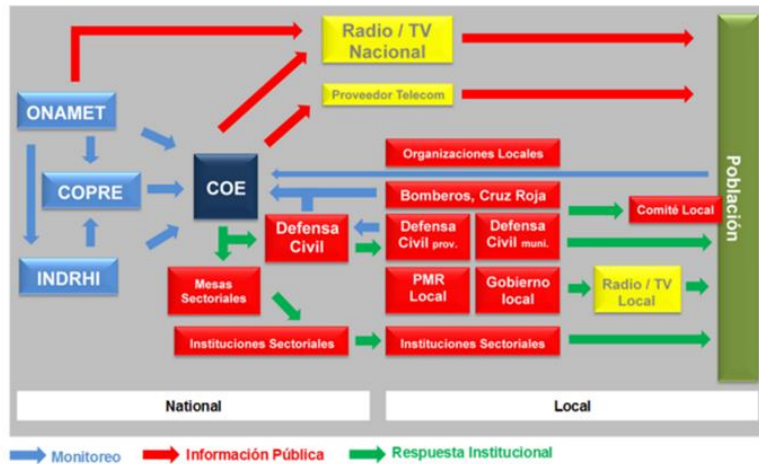 Radio / TV
Nacional
Proveedor Telecom
ONAMET
COPRE
INDRHI
COE
Organizaciones Locales
Bomberos, Cruz Roja
Comité Local
Defensa
Civil
Defensa
Civil prov.
Defensa
Civil muni.
Mesas
Sectoriales
PMR
Local
Gobierno
local
Radio / TV
Local
Instituciones Sectoriales
Instituciones Sectoriales
Población
National
Local
Monitoreo
Información Pública
Respuesta Institucional